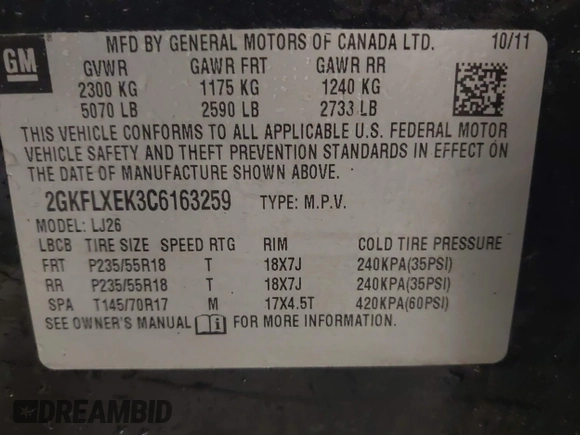 GM
MFD BY GENERAL MOTORS OF CANADA LTD. 10/11
GVWR GAWR FRT GAWR RR
2300 KG 1175 KG 1240 KG
5070 LB 2590 LB 2733 LB
THIS VEHICLE CONFORMS TO ALL APPLICABLE U.S. FEDERAL MOTOR
VEHICLE SAFETY AND THEFT PREVENTION STANDARDS IN EFFECT ON
THE DATE OF MANUFACTURE SHOWN ABOVE.
2GKFLXEK3C6163259 TYPE: M.P.V.
MODEL: LJ26
LBCB TIRE SIZE SPEED RTG RIM COLD TIRE PRESSURE
FRT P235/55R18 T 18X7J 240KPA(35PSI)
RR P235/55R18 T 18X7J 240KPA(35PSI)
SPA T145/70R17 M 17X4.5T 420KPA(60PSI)
SEE OWNER'S MANUAL i FOR MORE INFORMATION.
DREAMBID